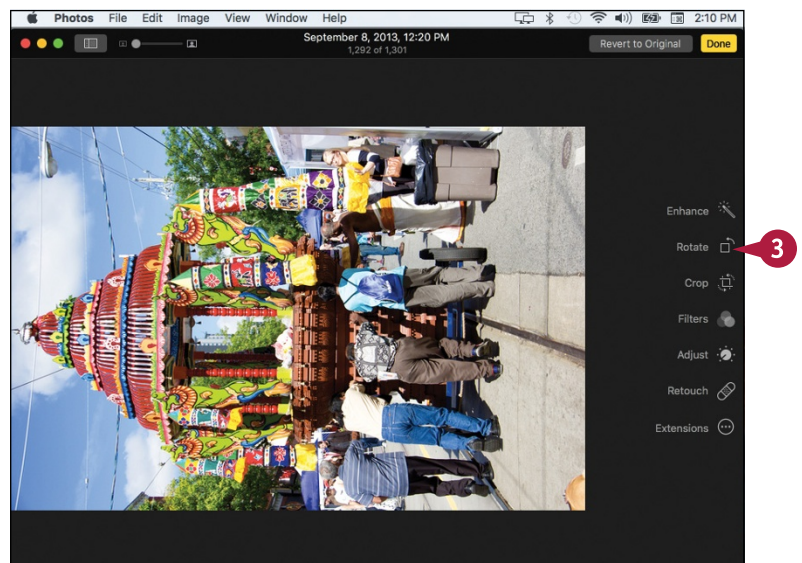 Photos File Edit Image View Window Help 2:10 PM
September 8, 2013, 12:20 PM
1,292 of 1,301
Revert to Original Done
Enhance
Rotate
3
Crop
Filters
Adjust
Retouch
Extensions